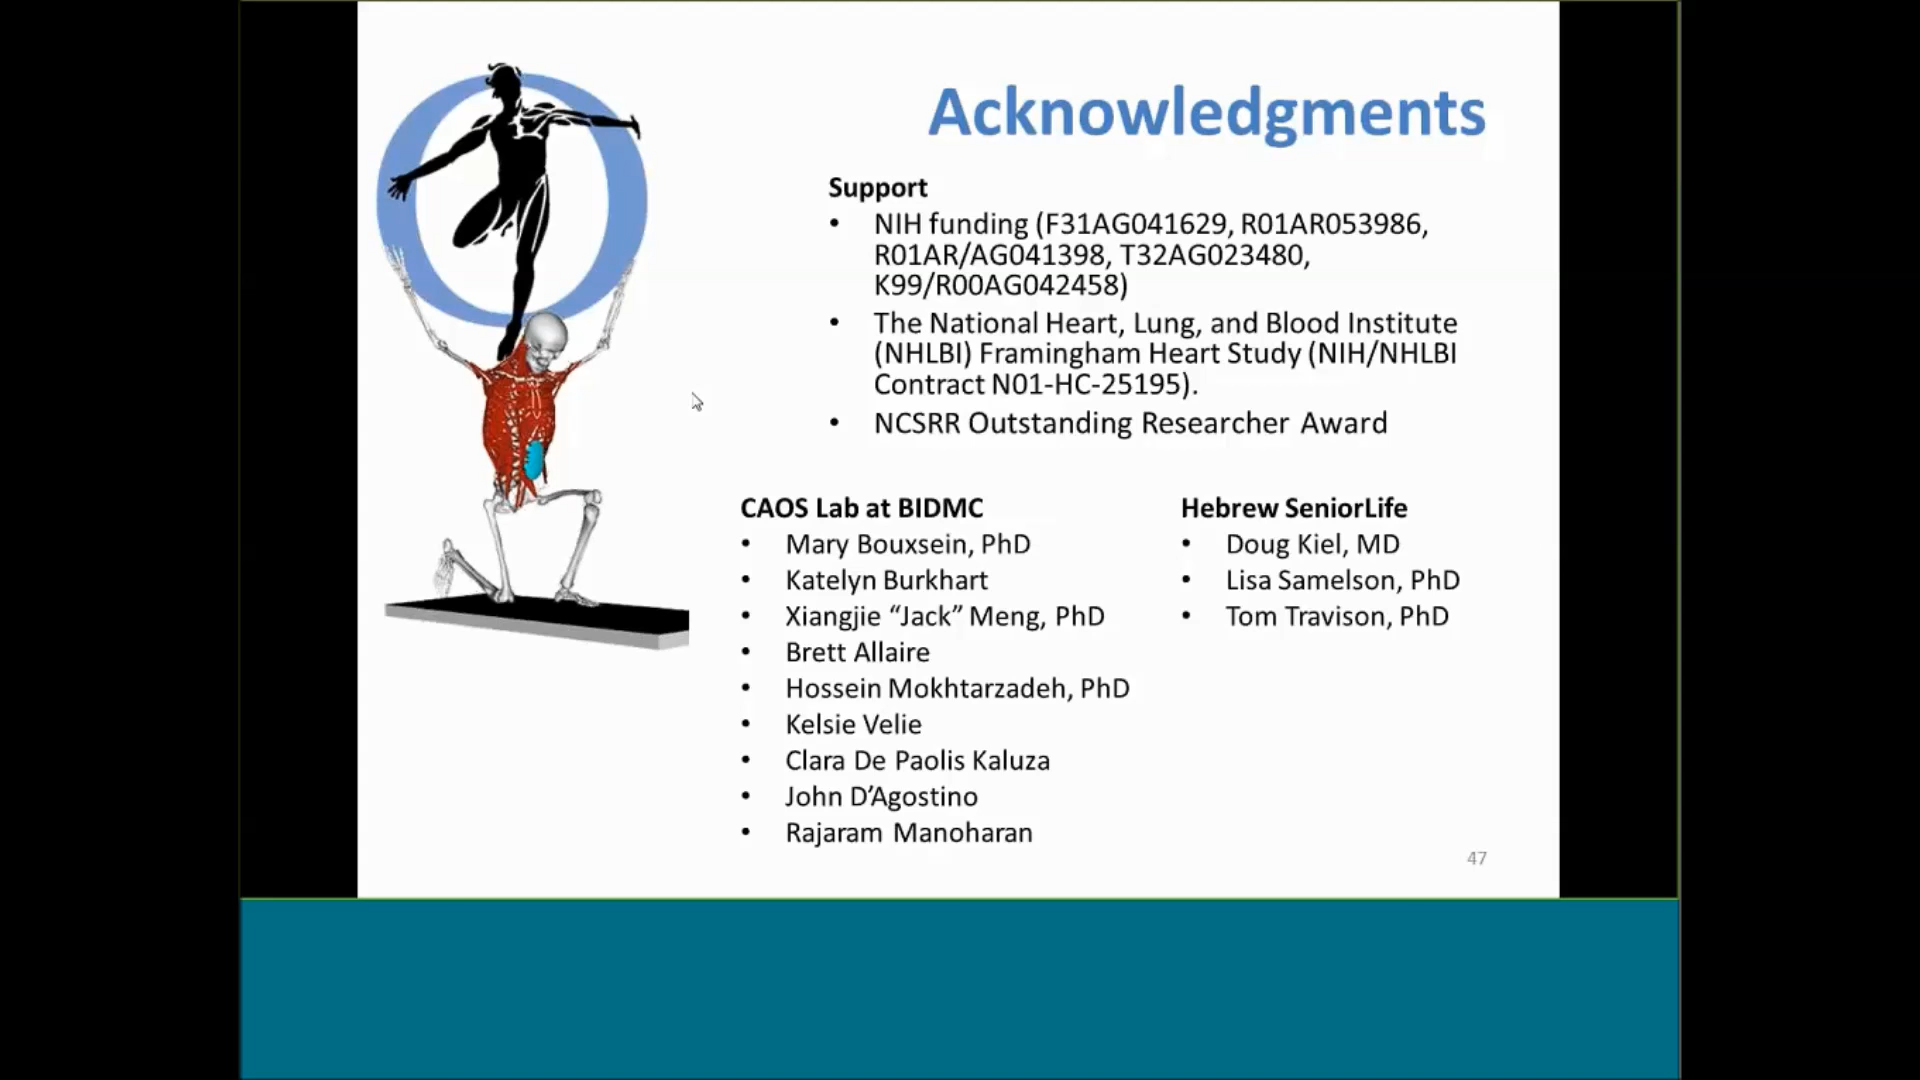 Acknowledgments
Support
• NIH funding (F31AG041629, R01AR053986,
R01AR/AG041398, T32AG023480,
K99/R00AG042458)
• The National Heart, Lung, and Blood Institute
(NHLBI) Framingham Heart Study (NIH/NHLBI
Contract N01-HC-25195).
• NCSRR Outstanding Researcher Award
CAOS Lab at BIDMC
• Mary Bouxsein, PhD
• Katelyn Burkhart
• Xiangjie “Jack” Meng, PhD
• Brett Allaire
• Hossein Mokhtarzadeh, PhD
• Kelsie Velie
• Clara De Paolis Kaluza
• John D’Agostino
• Rajaram Manoharan
Hebrew SeniorLife
• Doug Kiel, MD
• Lisa Samelson, PhD
• Tom Travison, PhD
47